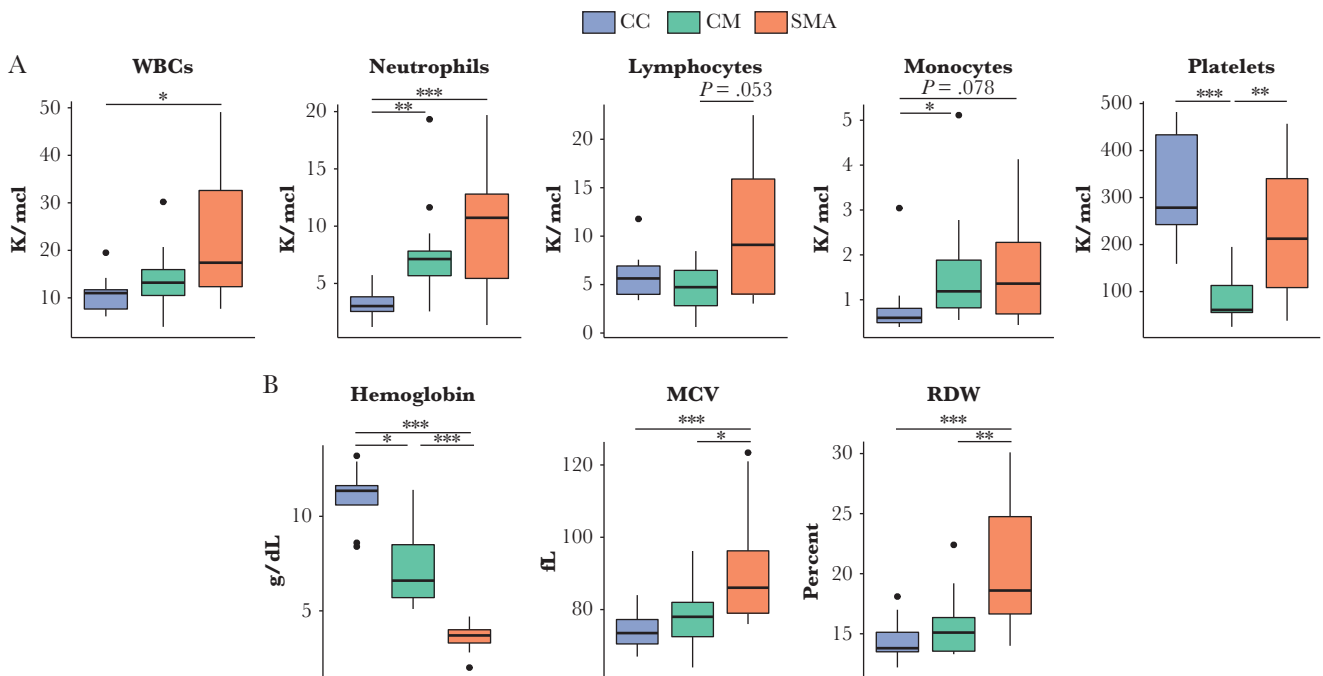 CC CM SMA
A
WBCs
*
K/mcl
50
40
30
20
10
Neutrophils
***
**
K/mcl
20
15
10
5
Lymphocytes
P = .053
K/mcl
20
15
10
5
0
Monocytes
P = .078
*
K/mcl
5
4
3
2
1
Platelets
*** **
K/mcl
500
400
300
200
100
B
Hemoglobin
***
* ***
g/dL
10
5
MCV
***
*
fL
120
100
80
RDW
***
**
Percent
30
25
20
15